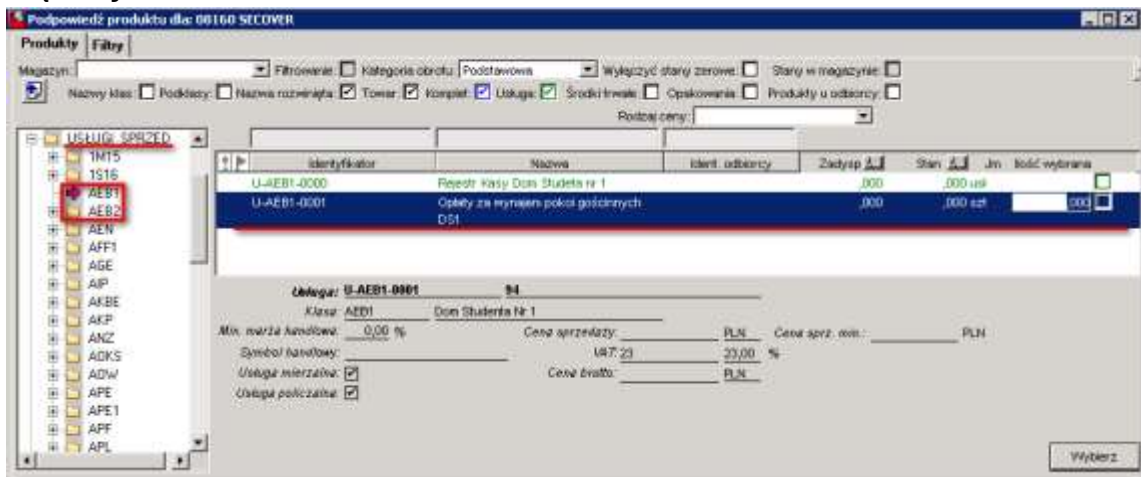 Podpowiedź produktu dla: 00160 SECOVER
Produkty Filtry
Magazyn: Filtrowanie: Kategoria obrotu: Podstawowa Wyłączyć stany zerowe: Stany w magazynie:
Nazwy klas: Podklasy: Nazwa rozwinięta: Towar: Komplet: Usługa: Środki trwałe: Opakowania: Produkty u odbiorcy:
Rodzaj ceny:
USŁUGI_SPRZED
1M15
1S16
AEB1
AEB2
AEN
AFF1
AGE
AIP
AKBE
AKP
ANZ
AOKS
AOW
APE
APE1
APF
APL
Identyfikator Nazwa Ident. odbiorcy Zadysp Stan Jm Ilość wybrana
U-AEB1-0000 Rejestr Kasy Dom Studeta nr 1 ,000 ,000 usł
U-AEB1-0001 Opłaty za wynajem pokoi gościnnych ,000 ,000 szt 000
DS1
Usługa: U-AEB1-0001 94
Klasa: AEB1 Dom Studenta Nr 1
Min. marża handlowa: 0,00 % Cena sprzedaży: PLN Cena sprz. min.: PLN
Symbol handlowy: VAT: 23 23,00 %
Usługa mierzalna: Cena brutto: PLN
Usługa policzalna:
Wybierz